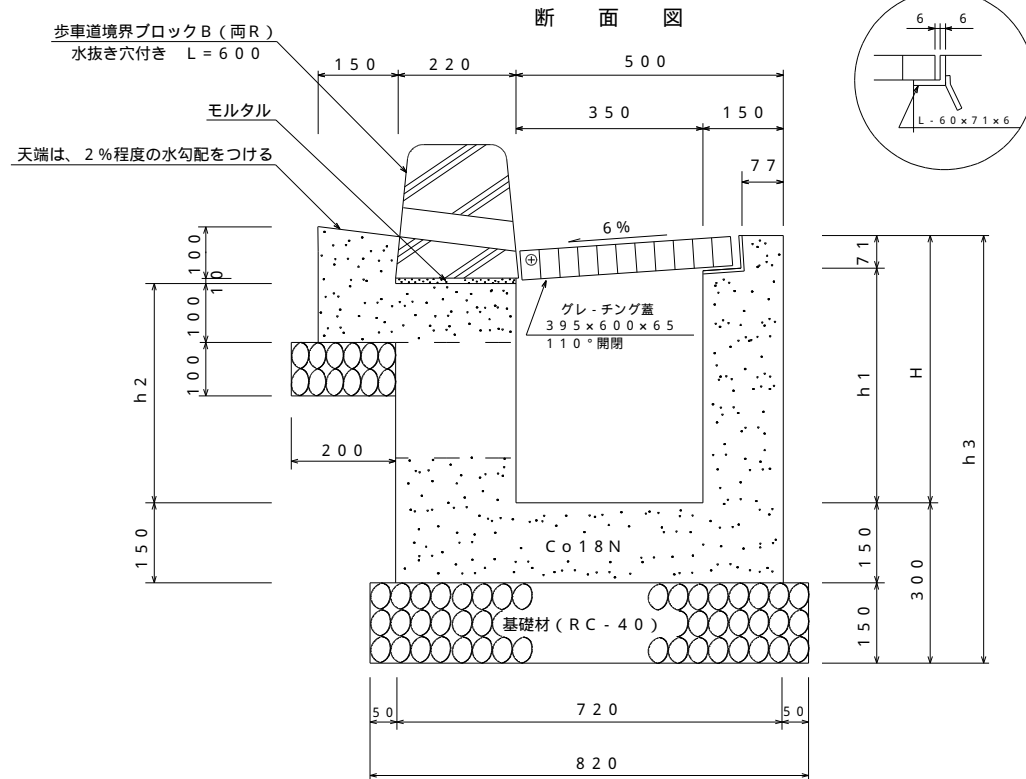 断面図
歩車道境界ブロックB(両R)
水抜き穴付き L=600
150
220
500
6
6
L-60×71×6
モルタル
350
150
天端は、2%程度の水勾配をつける
77
6%
100
10
100
100
71
グレ-チング蓋
395×600×65
110°開閉
h2
h1
H
h3
200
150
Co18N
150
300
基礎材(RC-40)
150
50
720
50
820